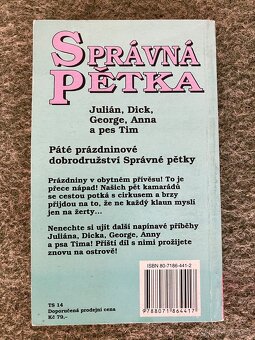 SPRÁVNÁ
PĚTKA
Julián, Dick,
George, Anna
a pes Tim
Páté prázdninové
dobrodružství Správné pětky
Prázdniny v obytném přívěsu! To je
přece nápad! Našich pět kamarádů
se cestou potká s cirkusem a brzy
přijdou na to, že ne každý klaun myslí
jen na žerty...
Nenechte si ujít další napínavé příběhy
Juliána, Dicka, George, Anny
a psa Tima! Příští díl s nimi prožijete
znovu na ostrově!
ISBN 80-7186-441-2
9788071864417
TS 14
Doporučená prodejní cena
Kč 79,-